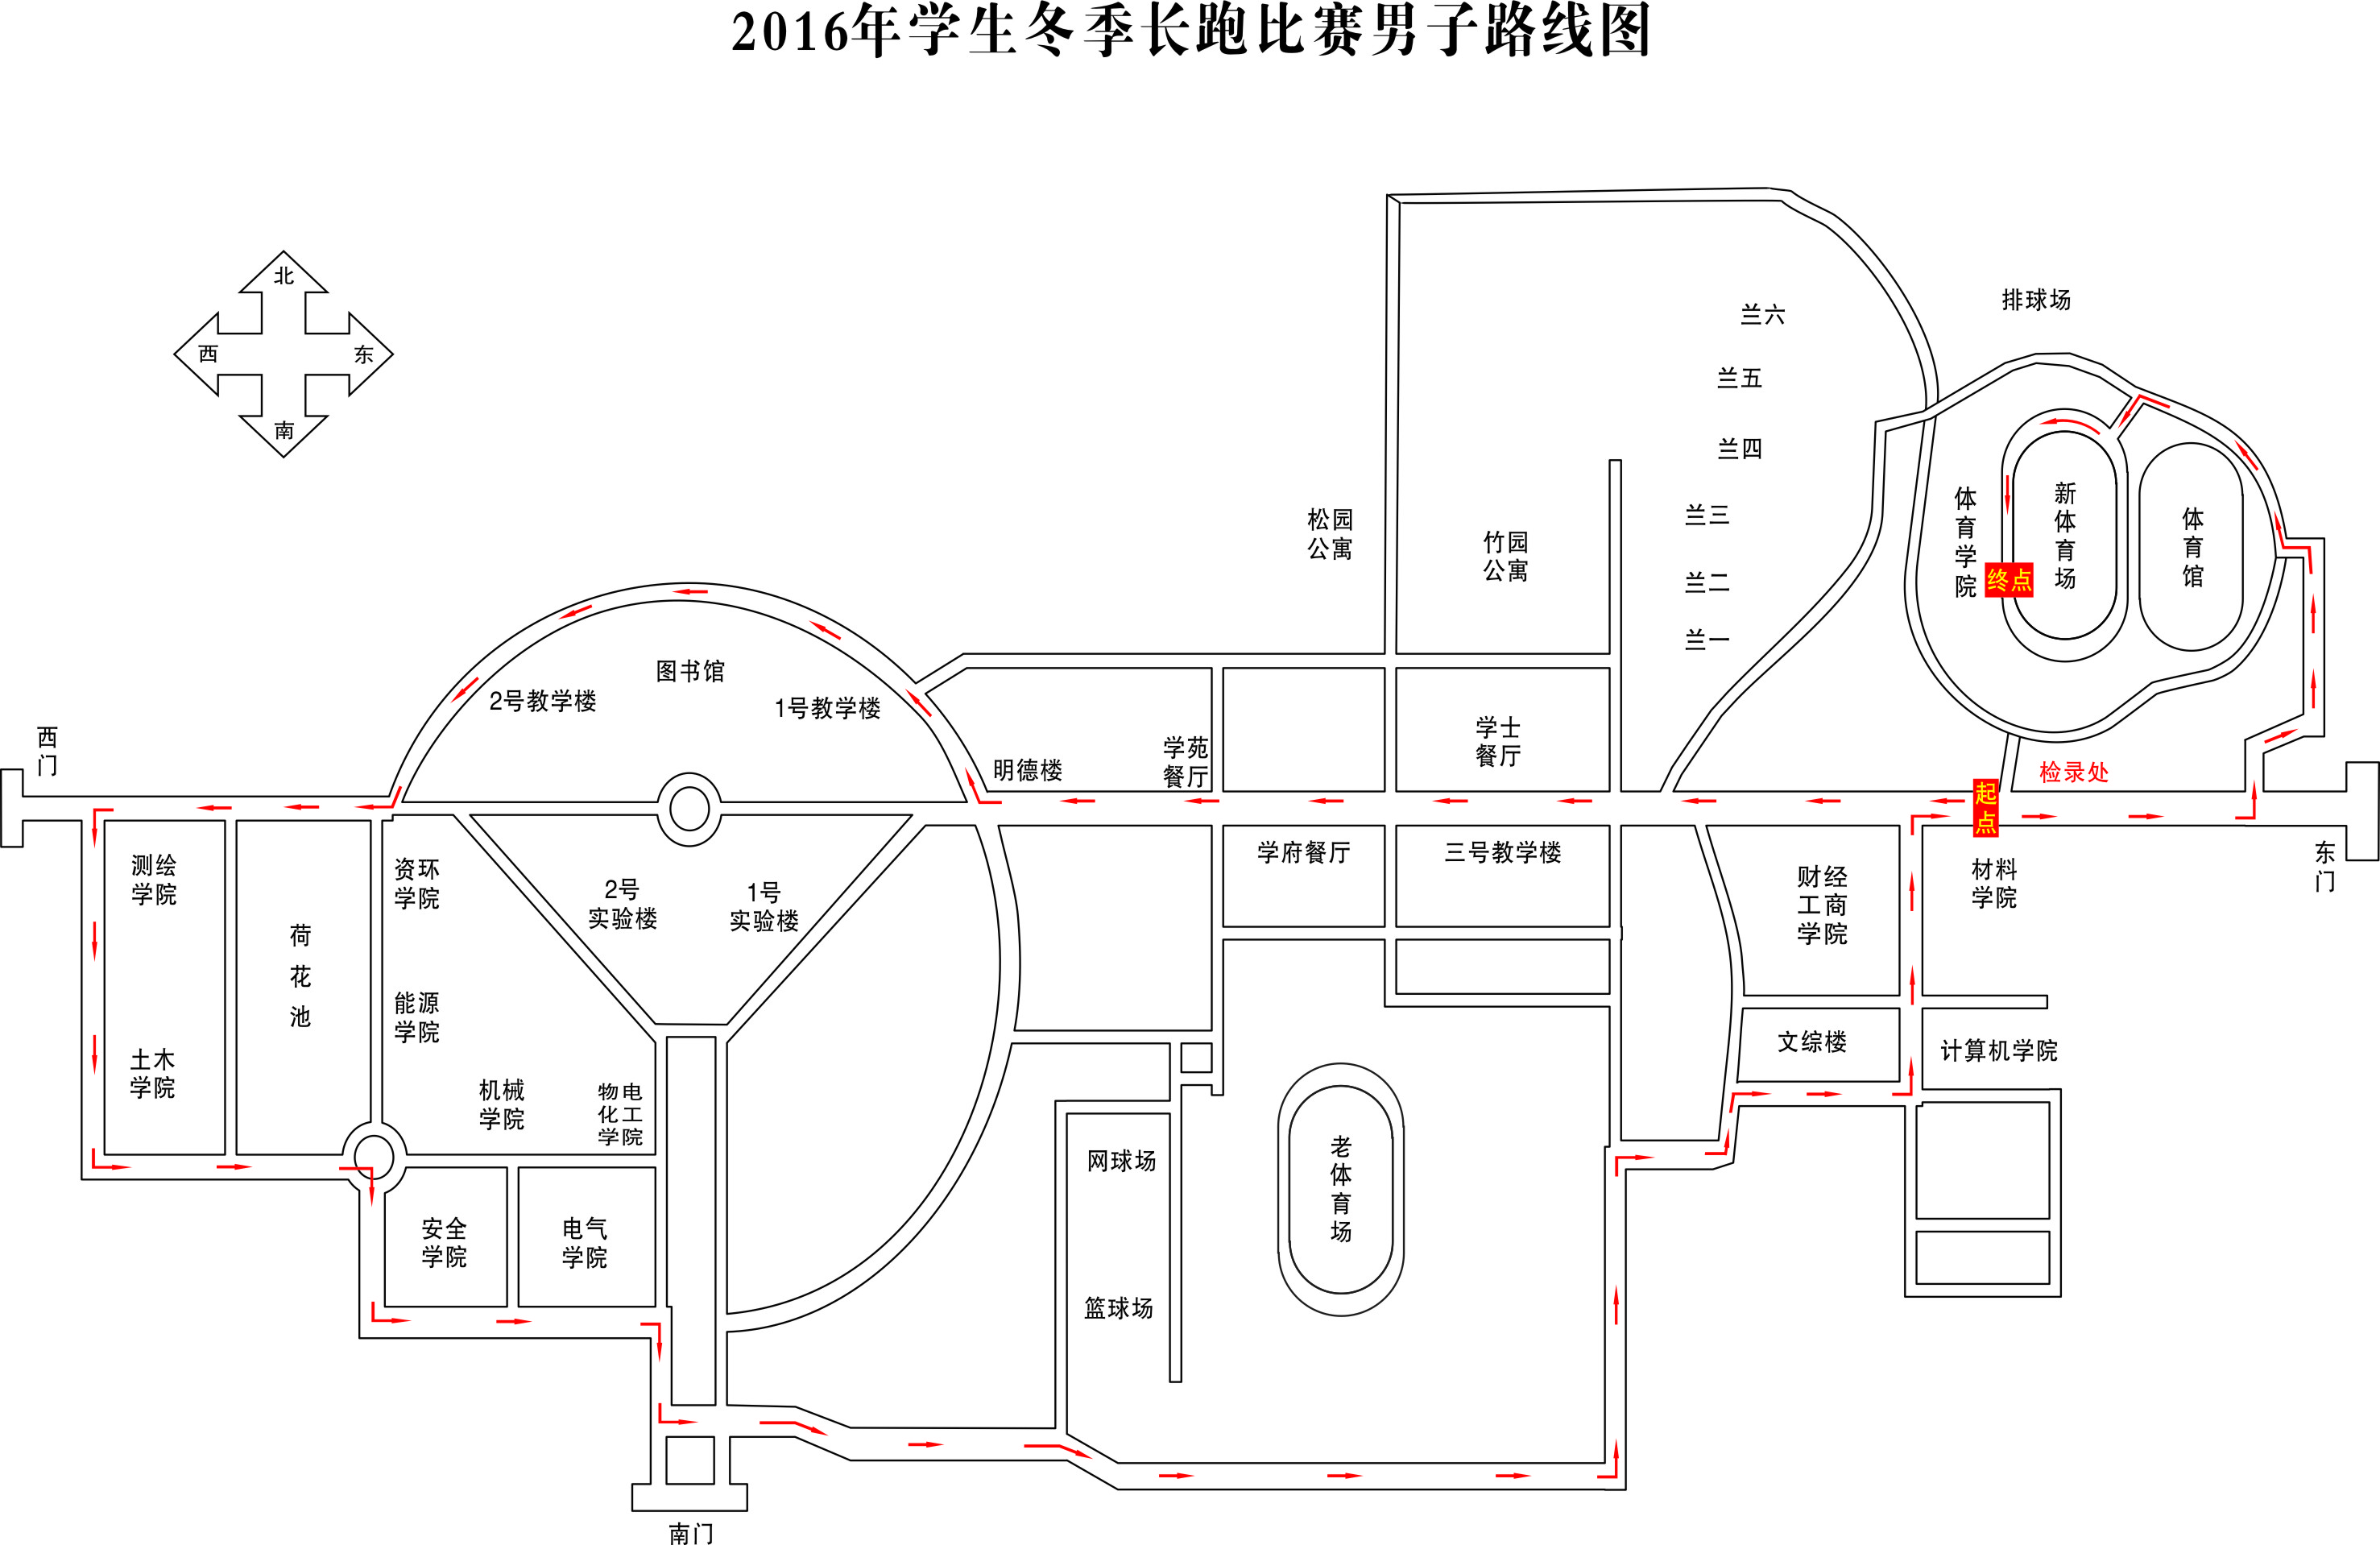 2016年学生冬季长跑比赛男子路线图
北
西
东
南
排球场
兰六
兰五
兰四
兰三
兰二
兰一
体育学院
新体育场
体育馆
终点
松园
公寓
竹园
公寓
图书馆
2号教学楼
1号教学楼
西门
明德楼
学苑
餐厅
学士
餐厅
检录处
起点
东门
测绘
学院
资环
学院
2号
实验楼
1号
实验楼
学府餐厅
三号教学楼
财经
工商
学院
材料
学院
荷花池
能源
学院
土木
学院
机械
学院
物电
化工
学院
文综楼
计算机学院
网球场
老体育场
安全
学院
电气
学院
篮球场
南门